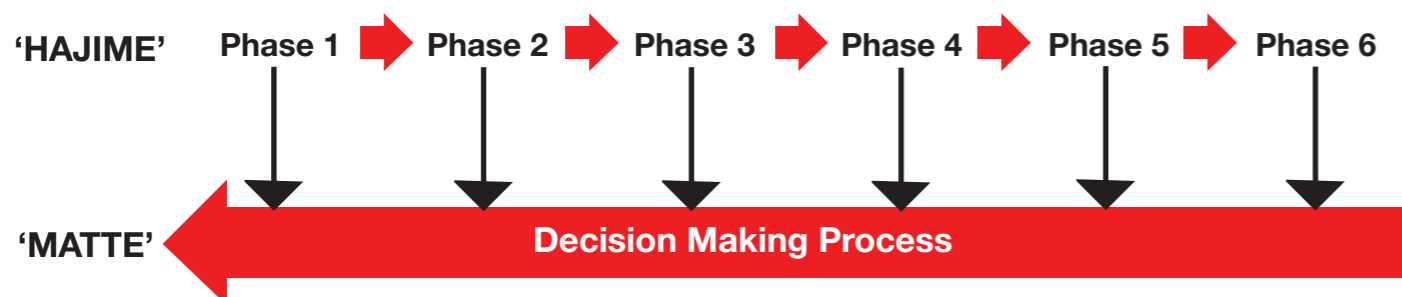 ‘HAJIME’ Phase 1 Phase 2 Phase 3 Phase 4 Phase 5 Phase 6
‘MATTE’ Decision Making Process